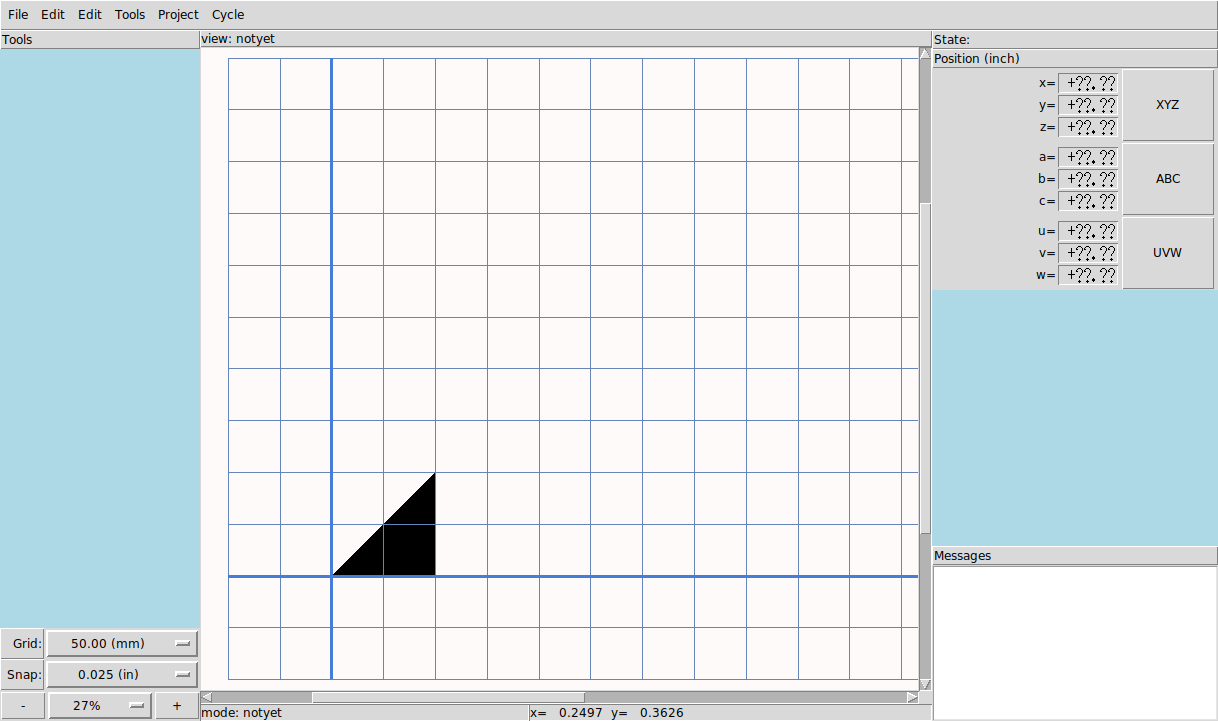 File Edit Edit Tools Project Cycle
Tools
view: notyet
State:
Position (inch)
x= +??.??
y= +??.??
z= +??.??
XYZ
a= +??.??
b= +??.??
c= +??.??
ABC
u= +??.??
v= +??.??
w= +??.??
UVW
Messages
Grid: 50.00 (mm)
Snap: 0.025 (in)
- 27% +
mode: notyet
x= 0.2497 y= 0.3626